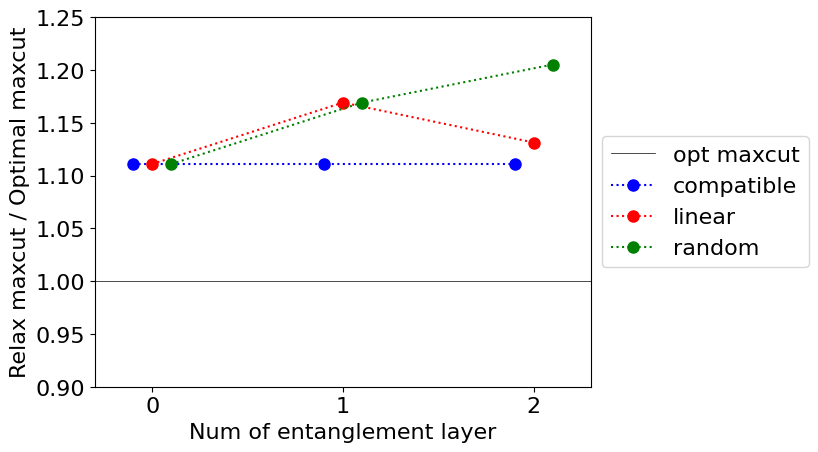 Relax maxcut / Optimal maxcut
1.25
1.20
1.15
1.10
1.05
1.00
0.95
0.90
0 1 2
Num of entanglement layer
opt maxcut
compatible
linear
random